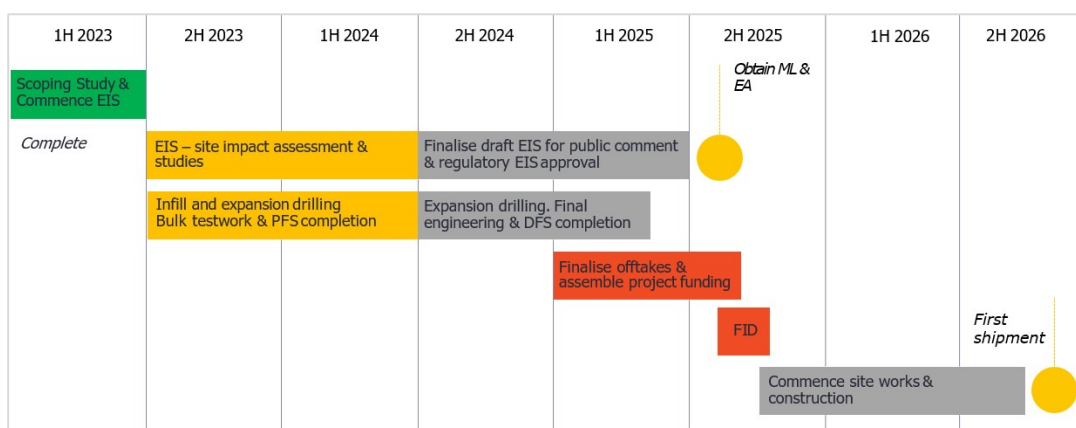 1H 2023
2H 2023
1H 2024
2H 2024
1H 2025
2H 2025
1H 2026
2H 2026
Scoping Study &
Commence EIS
Obtain ML &
EA
Complete
EIS – site impact assessment &
studies
Finalise draft EIS for public comment
& regulatory EIS approval
Infill and expansion drilling
Bulk testwork & PFS completion
Expansion drilling. Final
engineering & DFS completion
Finalise offtakes &
assemble project funding
FID
First
shipment
Commence site works &
construction